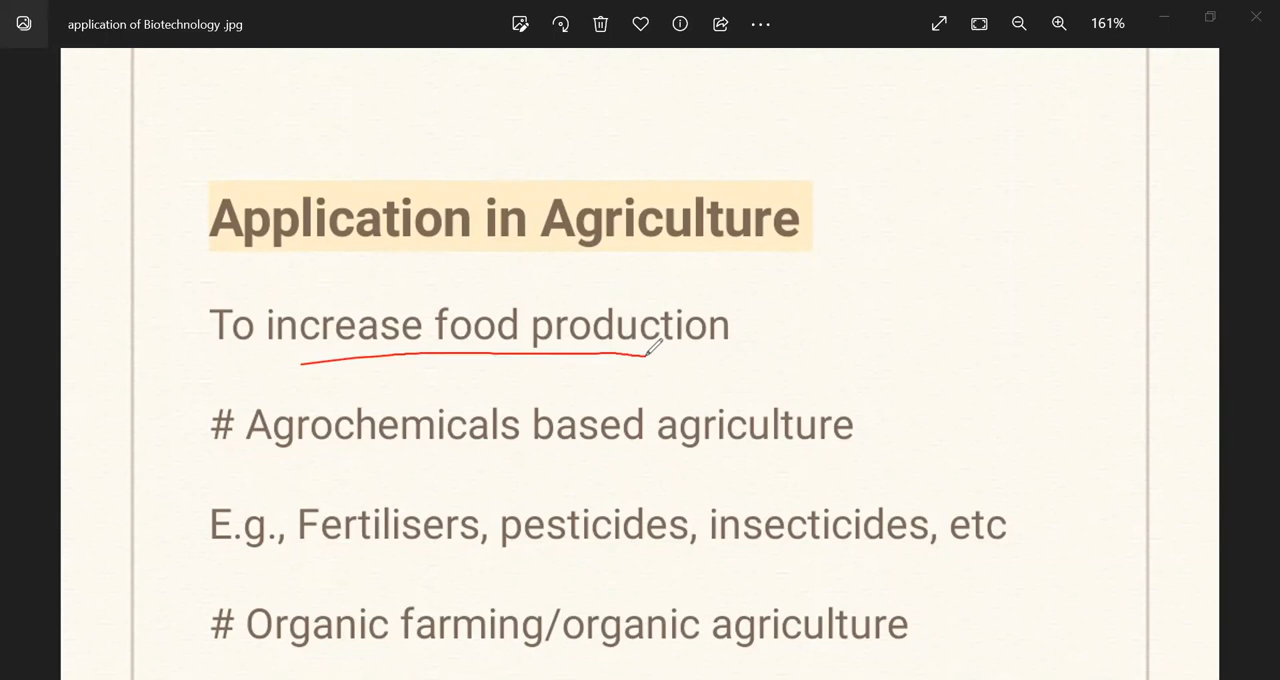 application of Biotechnology .jpg
161%
Application in Agriculture
To increase food production
# Agrochemicals based agriculture
E.g., Fertilisers, pesticides, insecticides, etc
# Organic farming/organic agriculture